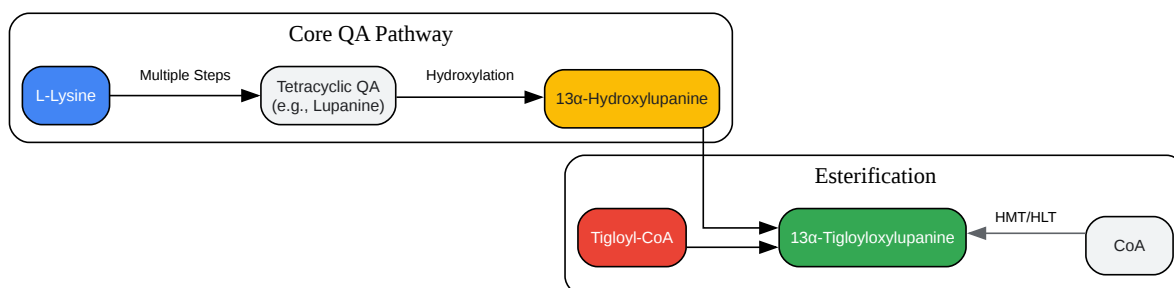 Core QA Pathway
L-Lysine
Multiple Steps
Tetracyclic QA
(e.g., Lupanine)
Hydroxylation
13α-Hydroxylupanine
Esterification
Tigloyl-CoA
13α-Tigloyloxylupanine
HMT/HLT
CoA